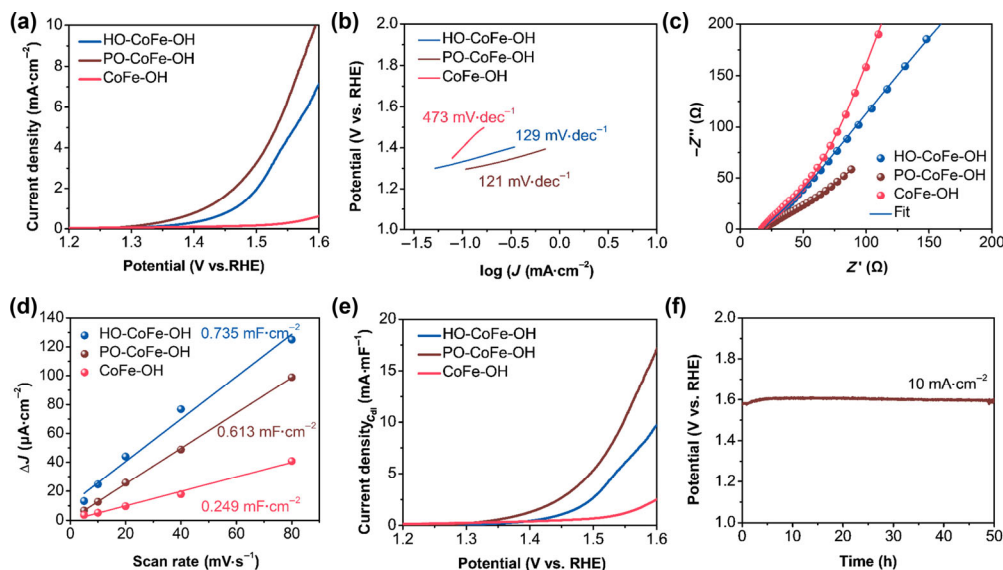 (a)
10
8
6
4
2
0
Current density (mA·cm⁻²)
HO-CoFe-OH
PO-CoFe-OH
CoFe-OH
1.2 1.3 1.4 1.5 1.6
Potential (V vs.RHE)
(b)
2.0
1.8
1.6
1.4
1.2
1.0
Potential (V vs. RHE)
HO-CoFe-OH
PO-CoFe-OH
CoFe-OH
473 mV·dec⁻¹
129 mV·dec⁻¹
121 mV·dec⁻¹
−1.5 −1.0 −0.5 0.0 0.5 1.0
log (J (mA·cm⁻²)
(c)
200
150
100
50
0
−Z″ (Ω)
HO-CoFe-OH
PO-CoFe-OH
CoFe-OH
Fit
0 50 100 150 200
Z′ (Ω)
(d)
140
120
100
80
60
40
20
0
ΔJ (μA·cm⁻²)
HO-CoFe-OH
PO-CoFe-OH
CoFe-OH
0.735 mF·cm⁻²
0.613 mF·cm⁻²
0.249 mF·cm⁻²
0 20 40 60 80
Scan rate (mV·s⁻¹)
(e)
25
20
15
10
5
0
Current density_Cdl (mA·mF⁻¹)
HO-CoFe-OH
PO-CoFe-OH
CoFe-OH
1.2 1.3 1.4 1.5 1.6
Potential (V vs. RHE)
(f)
2.0
1.8
1.6
1.4
1.2
1.0
Potential (V vs. RHE)
10 mA·cm⁻²
0 10 20 30 40 50
Time (h)